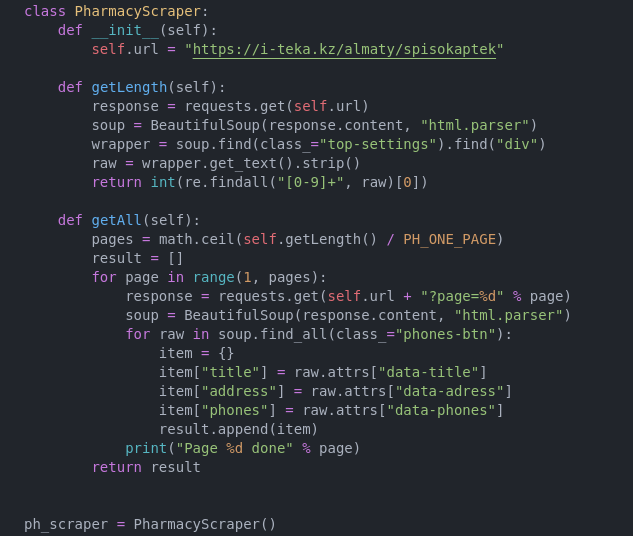 class PharmacyScraper:
    def __init__(self):
        self.url = "https://i-teka.kz/almaty/spisokaptek"

    def getLength(self):
        response = requests.get(self.url)
        soup = BeautifulSoup(response.content, "html.parser")
        wrapper = soup.find(class_="top-settings").find("div")
        raw = wrapper.get_text().strip()
        return int(re.findall("[0-9]+", raw)[0])

    def getAll(self):
        pages = math.ceil(self.getLength() / PH_ONE_PAGE)
        result = []
        for page in range(1, pages):
            response = requests.get(self.url + "?page=%d" % page)
            soup = BeautifulSoup(response.content, "html.parser")
            for raw in soup.find_all(class_="phones-btn"):
                item = {}
                item["title"] = raw.attrs["data-title"]
                item["address"] = raw.attrs["data-adress"]
                item["phones"] = raw.attrs["data-phones"]
                result.append(item)
            print("Page %d done" % page)
        return result


ph_scraper = PharmacyScraper()